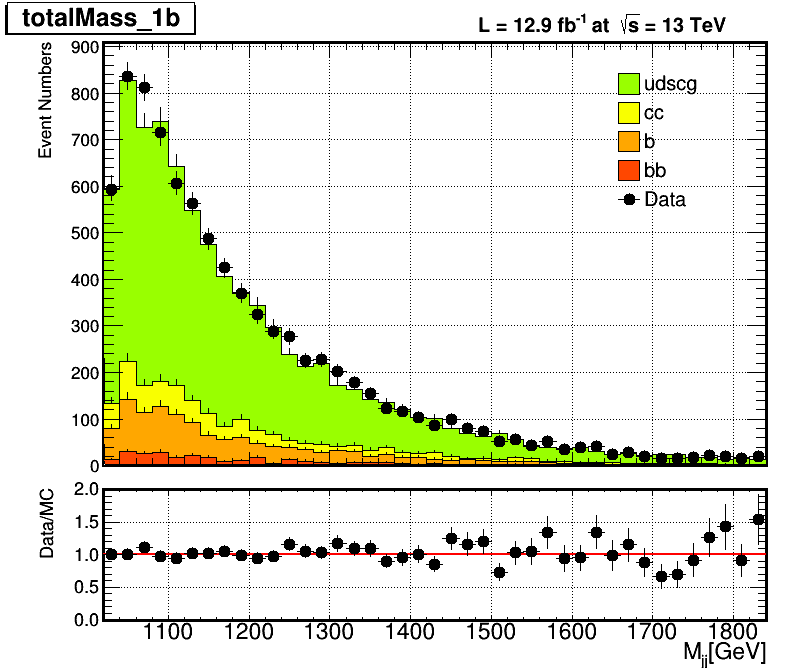 totalMass_1b
L = 12.9 fb-1 at √s = 13 TeV
Event Numbers
900
800
700
600
500
400
300
200
100
0
udscg
cc
b
bb
Data
Data/MC
2.0
1.5
1.0
0.5
0.0
1100 1200 1300 1400 1500 1600 1700 1800
Mjj[GeV]